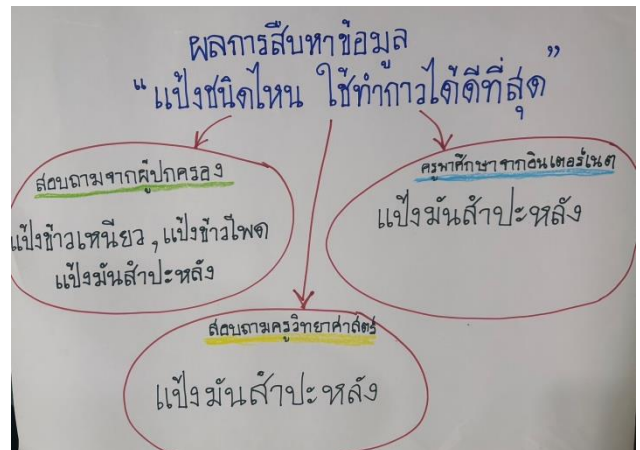 ผลการสืบหาข้อมูล
“แป้งชนิดไหน ใช้ทำกาวได้ดีที่สุด”
สอบถามจากผู้ปกครอง
แป้งข้าวเหนียว , แป้งข้าวโพด
แป้งมันสำปะหลัง
ครูพาศึกษาจากอินเตอร์เนต
แป้งมันสำปะหลัง
สอบถามครูวิทยาศาสตร์
แป้งมันสำปะหลัง